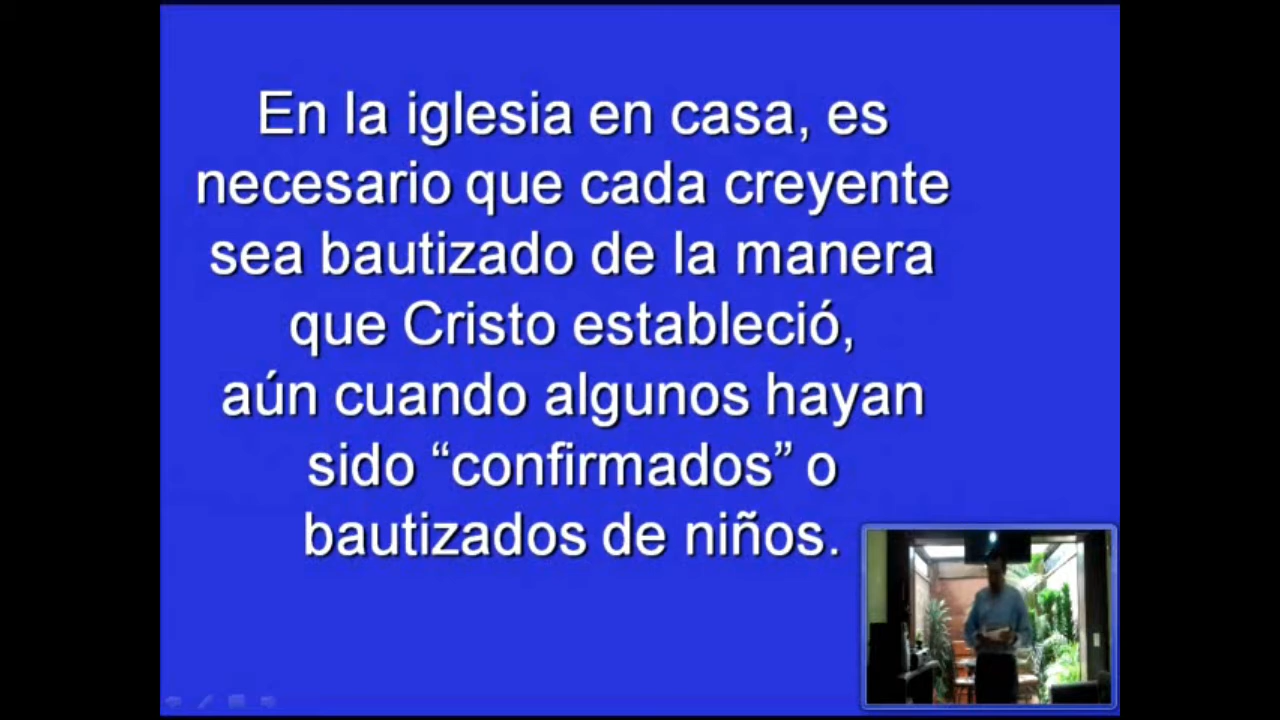 En la iglesia en casa, es
necesario que cada creyente
sea bautizado de la manera
que Cristo estableció,
aún cuando algunos hayan
sido “confirmados” o
bautizados de niños.